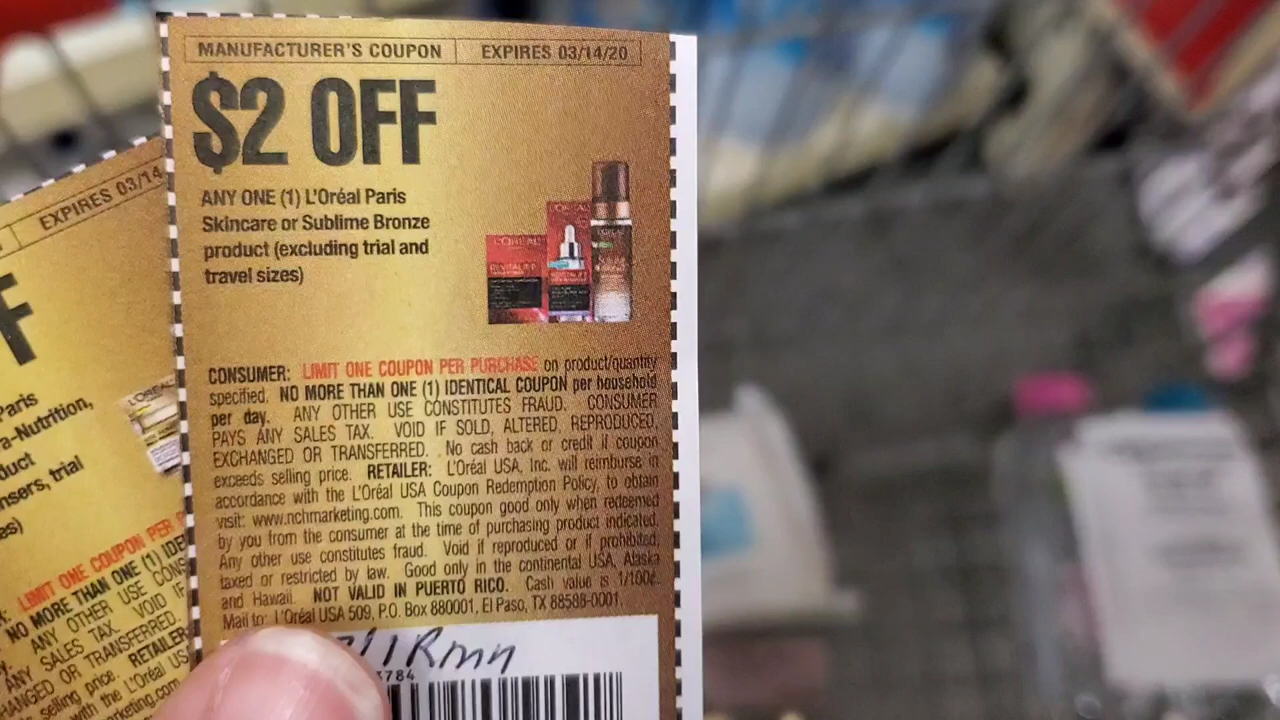 MANUFACTURER'S COUPON EXPIRES 03/14/20
$2 OFF
ANY ONE (1) L'Oréal Paris
Skincare or Sublime Bronze
product (excluding trial and
travel sizes)
L'ORÉAL
REVITALIFT
CONSUMER: LIMIT ONE COUPON PER PURCHASE on product/quantity
specified. NO MORE THAN ONE (1) IDENTICAL COUPON per household
per day. ANY OTHER USE CONSTITUTES FRAUD. CONSUMER
PAYS ANY SALES TAX. VOID IF SOLD, ALTERED, REPRODUCED,
EXCHANGED OR TRANSFERRED. No cash back or credit if coupon
exceeds selling price. RETAILER: L'Oréal USA, Inc. will reimburse in
accordance with the L'Oréal USA Coupon Redemption Policy, to obtain
visit: www.nchmarketing.com. This coupon good only when redeemed
by you from the consumer at the time of purchasing product indicated.
Any other use constitutes fraud. Void if reproduced or if prohibited,
taxed or restricted by law. Good only in the continental USA, Alaska
and Hawaii. NOT VALID IN PUERTO RICO. Cash value is 1/100¢.
Mail to: L'Oréal USA 509, P.O. Box 880001, El Paso, TX 88588-0001.
11Rmn
784
EXPIRES 03/14
F
Paris
a-Nutrition,
duct
nsers, trial
es)
LIMIT ONE COUPON PER P
NO MORE THAN ONE (1) IDE
ANY OTHER USE CONS
ANY SALES TAX. VOID IF
HANGED OR TRANSFERRED.
selling price. RETAILER:
with the L'Oréal US
rketing.com